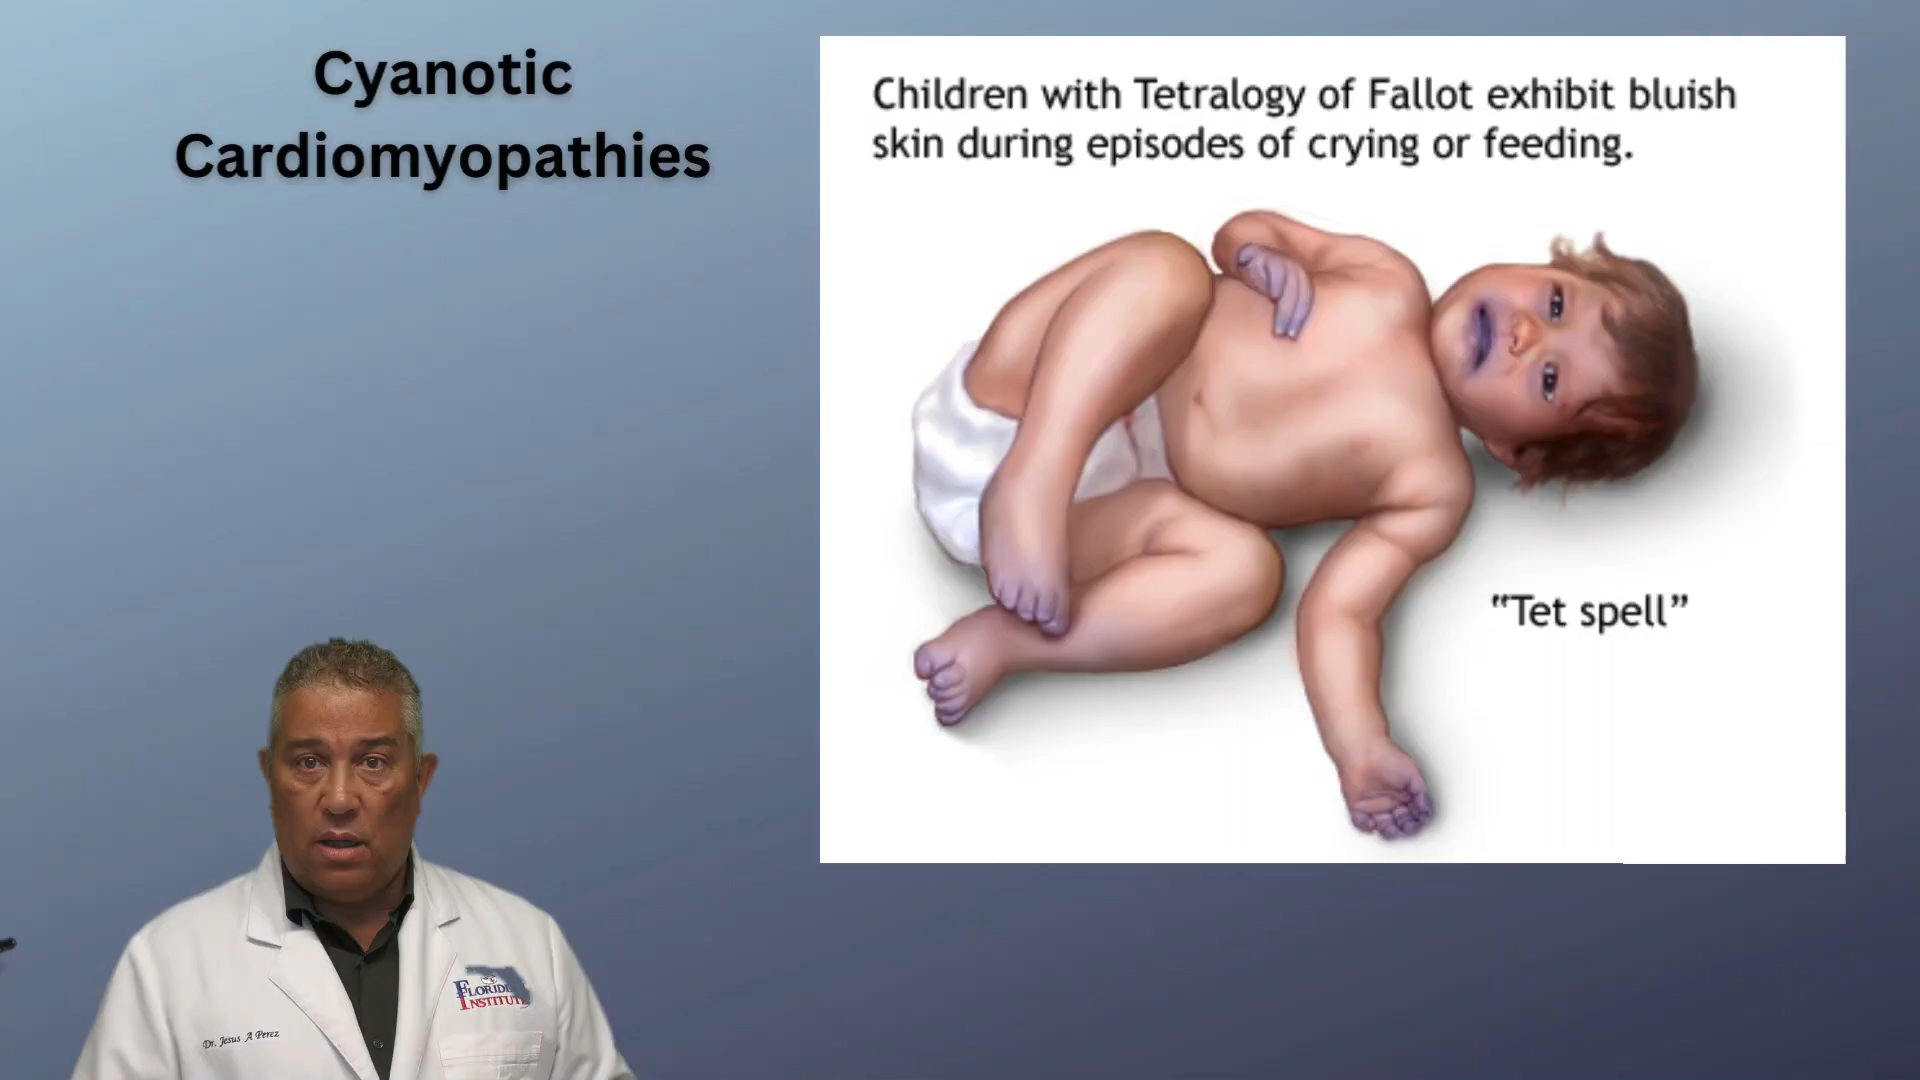 Cyanotic
Cardiomyopathies
Children with Tetralogy of Fallot exhibit bluish
skin during episodes of crying or feeding.
“Tet spell”
Dr. Jesus A Perez
INSTITUTE